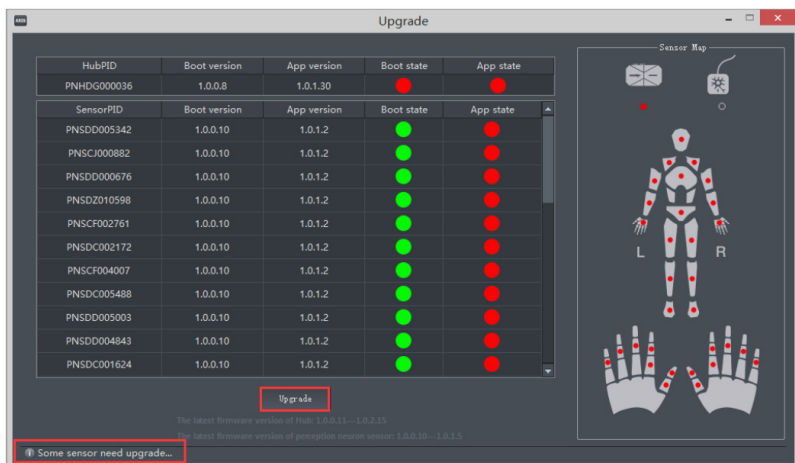 AXIS
Upgrade
HubPID Boot version App version Boot state App state
PNHDG000036 1.0.0.8 1.0.1.30
SensorPID Boot version App version Boot state App state
PNSDD005342 1.0.0.10 1.0.1.2
PNSCJ000882 1.0.0.10 1.0.1.2
PNSDD000676 1.0.0.10 1.0.1.2
PNSDZ010598 1.0.0.10 1.0.1.2
PNSCF002761 1.0.0.10 1.0.1.2
PNSDC002172 1.0.0.10 1.0.1.2
PNSCF004007 1.0.0.10 1.0.1.2
PNSDC005488 1.0.0.10 1.0.1.2
PNSDD005003 1.0.0.10 1.0.1.2
PNSDD004843 1.0.0.10 1.0.1.2
PNSDC001624 1.0.0.10 1.0.1.2
Upgrade
The latest firmware version of Hub: 1.0.0.11---1.0.2.15
The latest firmware version of perception neuron sensor: 1.0.0.10---1.0.1.5
Some sensor need upgrade...
Sensor Map
L R